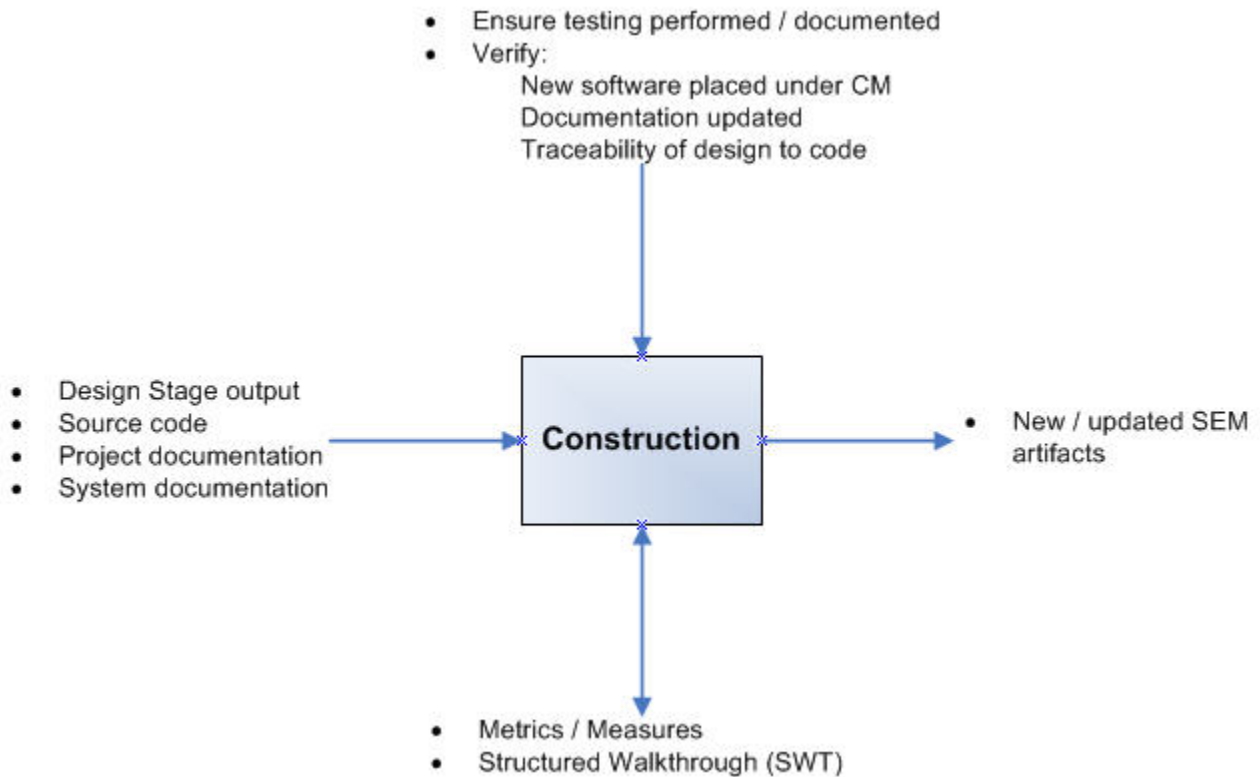 • Ensure testing performed / documented
• Verify:
New software placed under CM
Documentation updated
Traceability of design to code
• Design Stage output
• Source code
• Project documentation
• System documentation
Construction
• New / updated SEM
artifacts
• Metrics / Measures
• Structured Walkthrough (SWT)